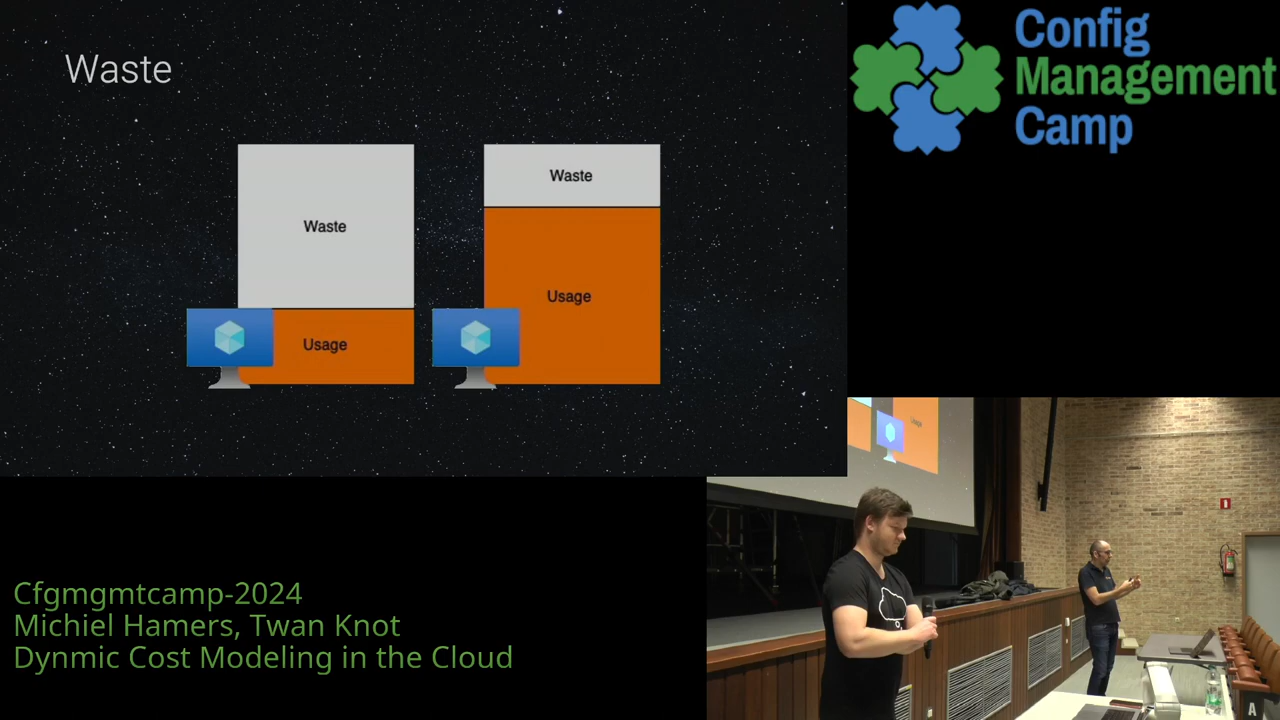 Waste
Waste
Usage
Waste
Usage
Config
Management
Camp
Usage
A
Cfgmgmtcamp-2024
Michiel Hamers, Twan Knot
Dynmic Cost Modeling in the Cloud